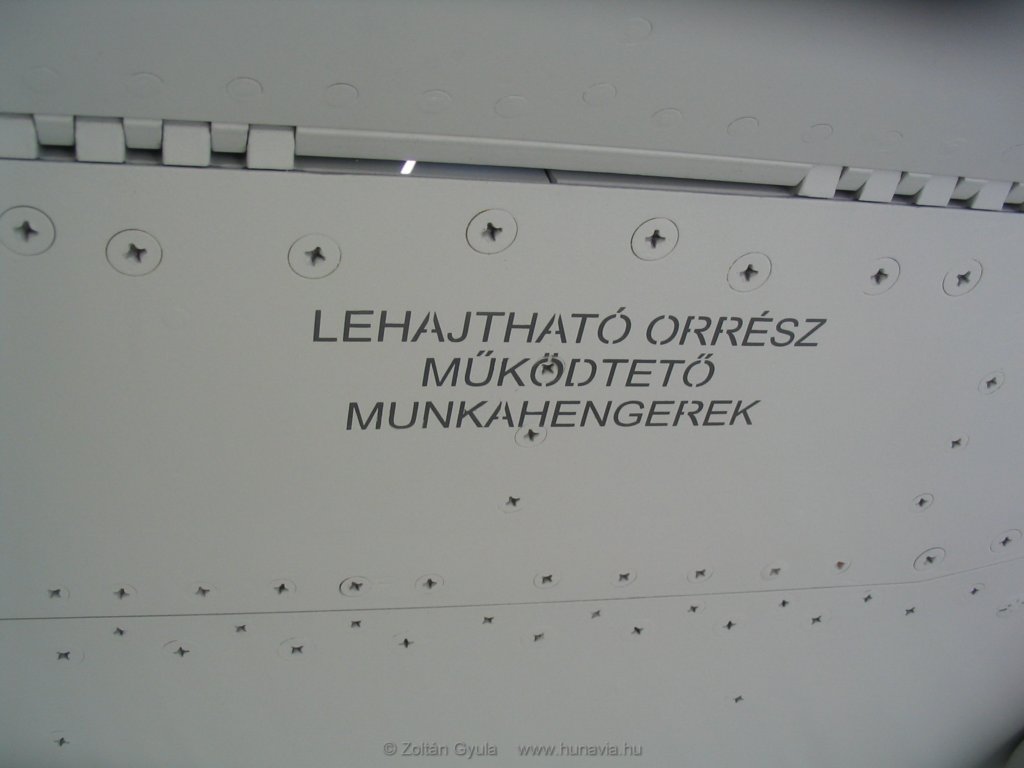 LEHAJTHATÓ ORRÉSZ
MŰKÖDTETŐ
MUNKAHENGEREK
© Zoltán Gyula www.hunavia.hu